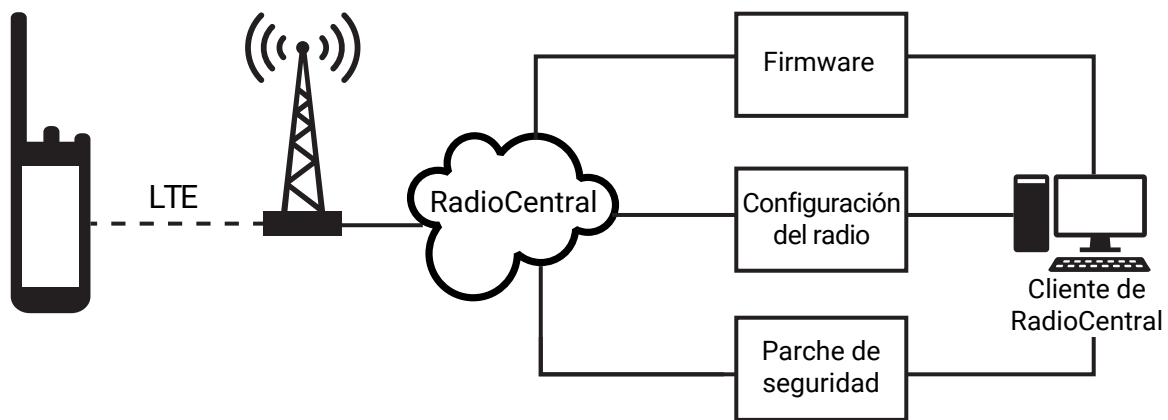 LTE
RadioCentral
Firmware
Configuración
del radio
Parche de
seguridad
Cliente de
RadioCentral